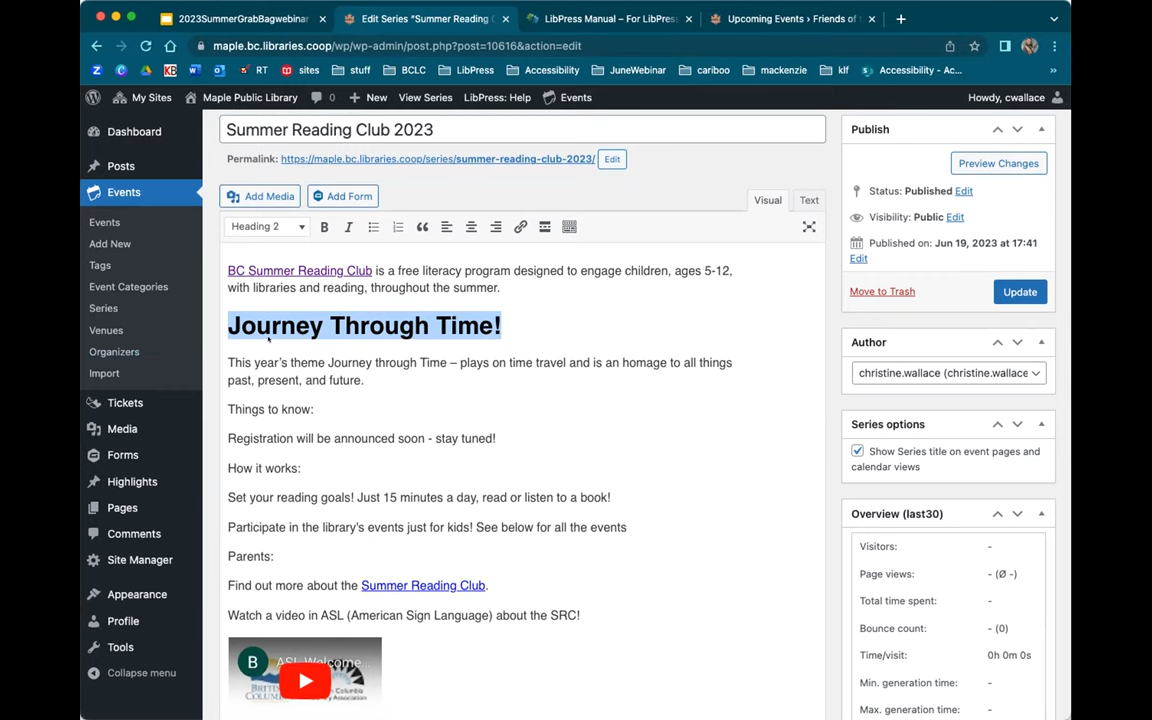 2023SummerGrabBagwebinar
Edit Series "Summer Reading C
LibPress Manual – For LibPress
Upcoming Events › Friends of
maple.bc.libraries.coop/wp/wp-admin/post.php?post=10616&action=edit
RT
sites
stuff
BCLC
LibPress
Accessibility
JuneWebinar
cariboo
mackenzie
klf
Accessibility - Ac...
My Sites
Maple Public Library
0
New
View Series
LibPress: Help
Events
Howdy, cwallace
Dashboard
Posts
Events
Events
Add New
Tags
Event Categories
Series
Venues
Organizers
Import
Tickets
Media
Forms
Highlights
Pages
Comments
Site Manager
Appearance
Profile
Tools
Collapse menu
Summer Reading Club 2023
Permalink: https://maple.bc.libraries.coop/series/summer-reading-club-2023/ Edit
Add Media
Add Form
Visual
Text
Heading 2
BC Summer Reading Club is a free literacy program designed to engage children, ages 5-12,
with libraries and reading, throughout the summer.
Journey Through Time!
This year's theme Journey through Time – plays on time travel and is an homage to all things
past, present, and future.
Things to know:
Registration will be announced soon - stay tuned!
How it works:
Set your reading goals! Just 15 minutes a day, read or listen to a book!
Participate in the library's events just for kids! See below for all the events
Parents:
Find out more about the Summer Reading Club.
Watch a video in ASL (American Sign Language) about the SRC!
B
ASL Welcome...
Publish
Preview Changes
Status: Published Edit
Visibility: Public Edit
Published on: Jun 19, 2023 at 17:41
Edit
Move to Trash
Update
Author
christine.wallace (christine.wallace
Series options
Show Series title on event pages and
calendar views
Overview (last30)
Visitors: -
Page views: - (Ø -)
Total time spent: -
Bounce count: - (0)
Time/visit: 0h 0m 0s
Min. generation time: -
Max. generation time: -